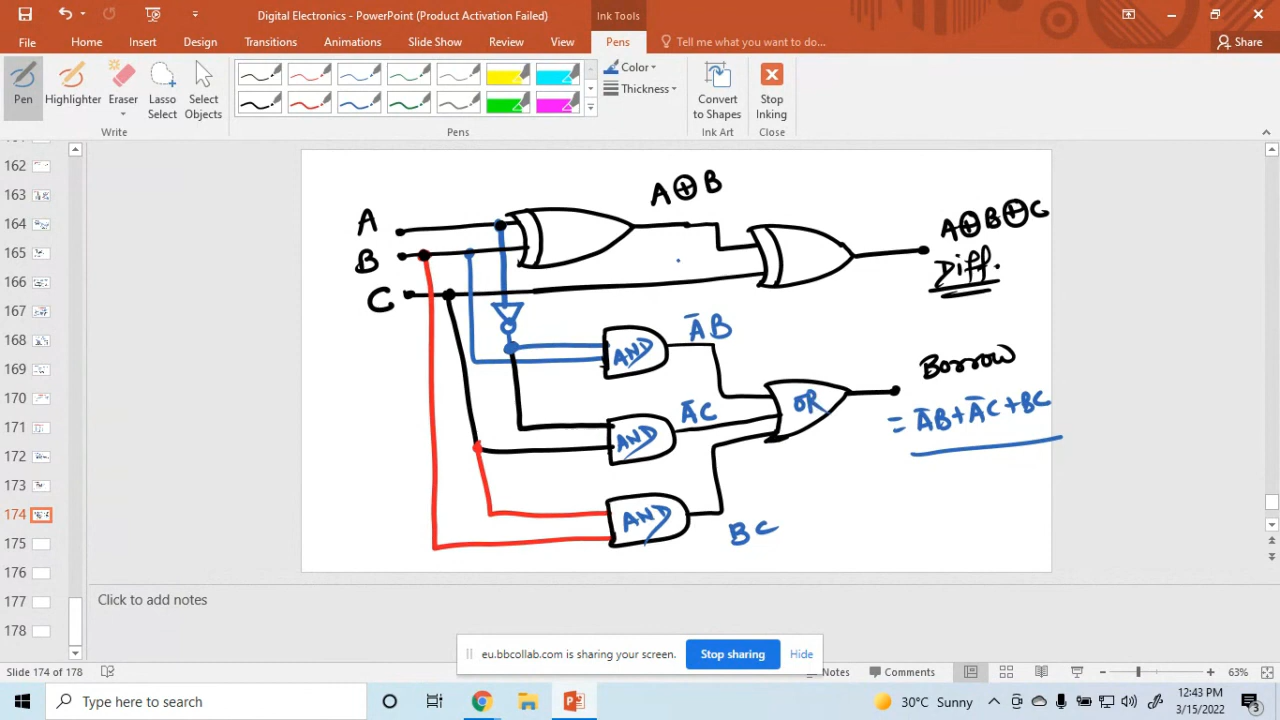 Digital Electronics - PowerPoint (Product Activation Failed)
Ink Tools
File
Home
Insert
Design
Transitions
Animations
Slide Show
Review
View
Pens
Tell me what you want to do...
Share
Pen
Highlighter
Eraser
Lasso Select
Select Objects
Color
Thickness
Convert to Shapes
Stop Inking
Write
Pens
Ink Art
Close
162
163
164
165
166
167
168
169
170
171
172
173
174
175
176
177
178
A
B
C
A⊕B
A⊕B⊕C
Diff.
AND
A̅B
AND
A̅C
AND
BC
OR
Borrow
= A̅B+A̅C+BC
Click to add notes
eu.bbcollab.com is sharing your screen.
Stop sharing
Hide
Slide 174 of 178
Notes
Comments
63%
Type here to search
30°C Sunny
12:43 PM
3/15/2022
3